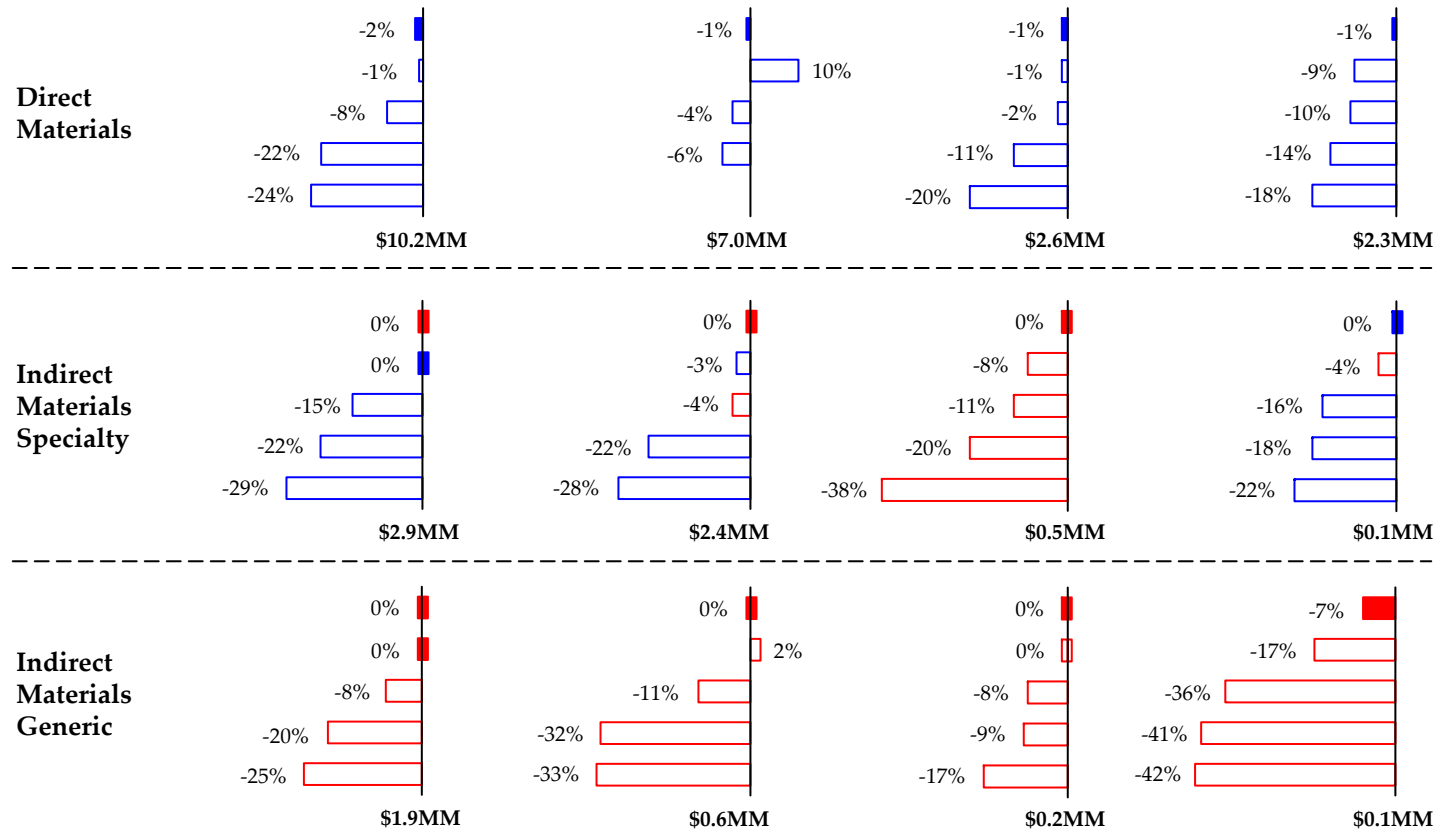 -2% -1% -1% -1%
-1% 10% -1% -9%
Direct
Materials
-8% -4% -2% -10%
-22% -6% -11% -14%
-24% -20% -18%
$10.2MM $7.0MM $2.6MM $2.3MM
0% 0% 0% 0%
0% -3% -8% -4%
Indirect
Materials
Specialty
-15% -4% -11% -16%
-22% -22% -20% -18%
-29% -28% -38% -22%
$2.9MM $2.4MM $0.5MM $0.1MM
0% 0% 0% -7%
0% 2% 0% -17%
Indirect
Materials
Generic
-8% -11% -8% -36%
-20% -32% -9% -41%
-25% -33% -17% -42%
$1.9MM $0.6MM $0.2MM $0.1MM